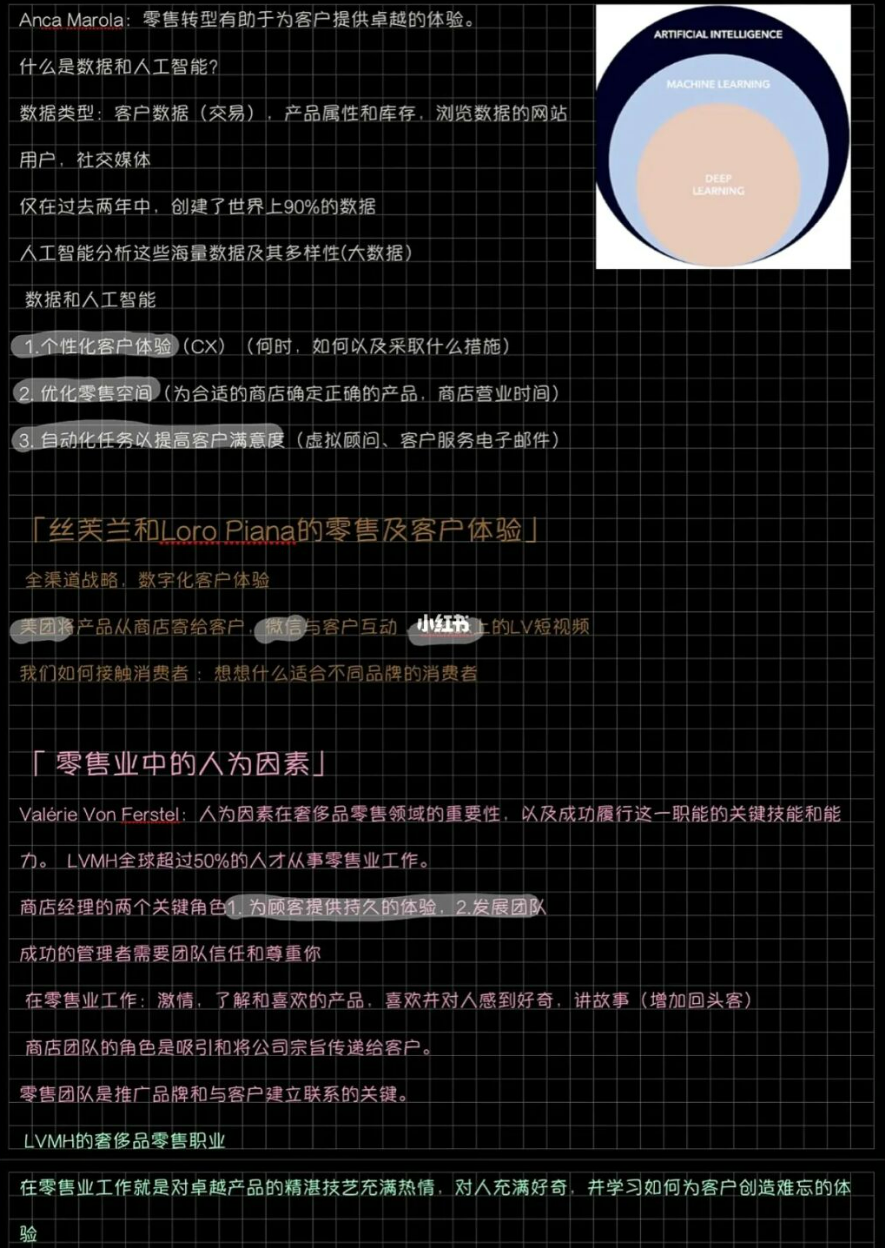 Anca Marola：零售转型有助于为客户提供卓越的体验。
ARTIFICIAL INTELLIGENCE
什么是数据和人工智能？
MACHINE LEARNING
数据类型：客户数据（交易），产品属性和库存，浏览数据的网站
用户，社交媒体
DEEP
LEARNING
仅在过去两年中，创建了世界上90%的数据
人工智能分析这些海量数据及其多样性(大数据）
数据和人工智能
1.个性化客户体验（CX）（何时，如何以及采取什么措施）
2. 优化零售空间（为合适的商店确定正确的产品，商店营业时间）
3. 自动化任务以提高客户满意度（虚拟顾问、客户服务电子邮件）
「丝芙兰和Loro Piana的零售及客户体验」
全渠道战略，数字化客户体验
美团将产品从商店寄给客户，微信与客户互动，小红书上的LV短视频
我们如何接触消费者：想想什么适合不同品牌的消费者
「 零售业中的人为因素」
Valérie Von Ferstel：人为因素在奢侈品零售领域的重要性，以及成功履行这一职能的关键技能和能
力。 LVMH全球超过50%的人才从事零售业工作。
商店经理的两个关键角色1. 为顾客提供持久的体验，2.发展团队
成功的管理者需要团队信任和尊重你
在零售业工作：激情，了解和喜欢的产品，喜欢并对人感到好奇，讲故事（增加回头客）
商店团队的角色是吸引和将公司宗旨传递给客户。
零售团队是推广品牌和与客户建立联系的关键。
LVMH的奢侈品零售职业
在零售业工作就是对卓越产品的精湛技艺充满热情，对人充满好奇，并学习如何为客户创造难忘的体
验